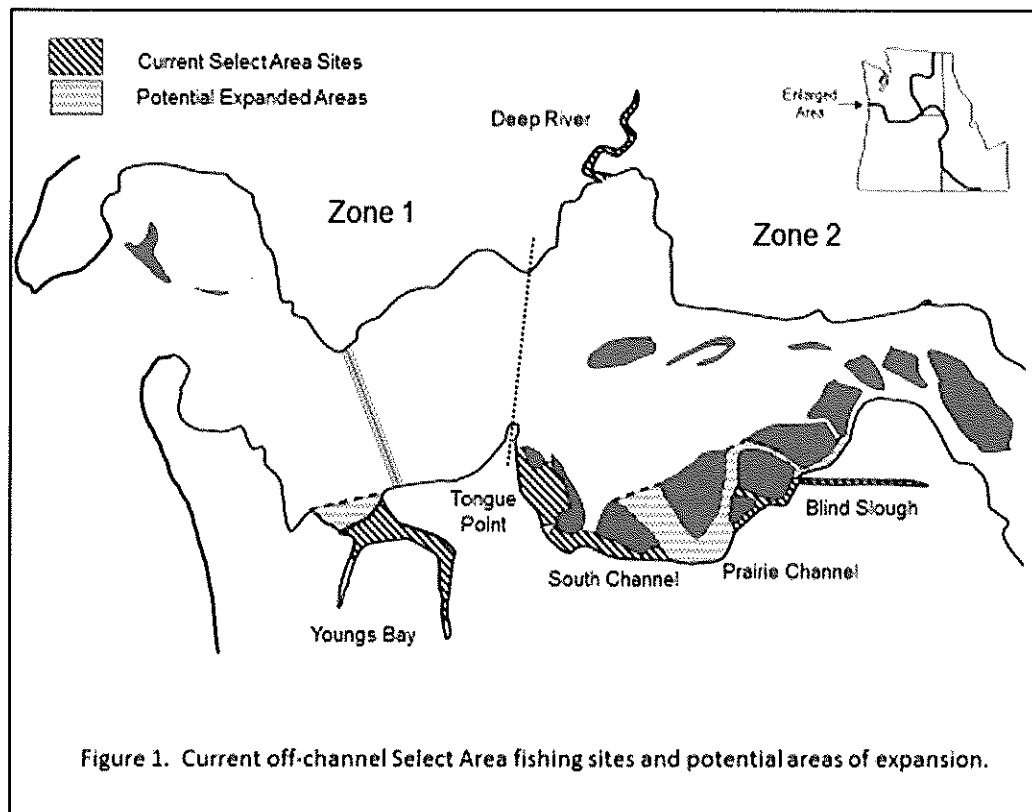 Current Select Area Sites
Potential Expanded Areas
Enlarged
Area
Deep River
Zone 1
Zone 2
Tongue
Point
Blind Slough
South Channel
Prairie Channel
Youngs Bay
Figure 1. Current off-channel Select Area fishing sites and potential areas of expansion.